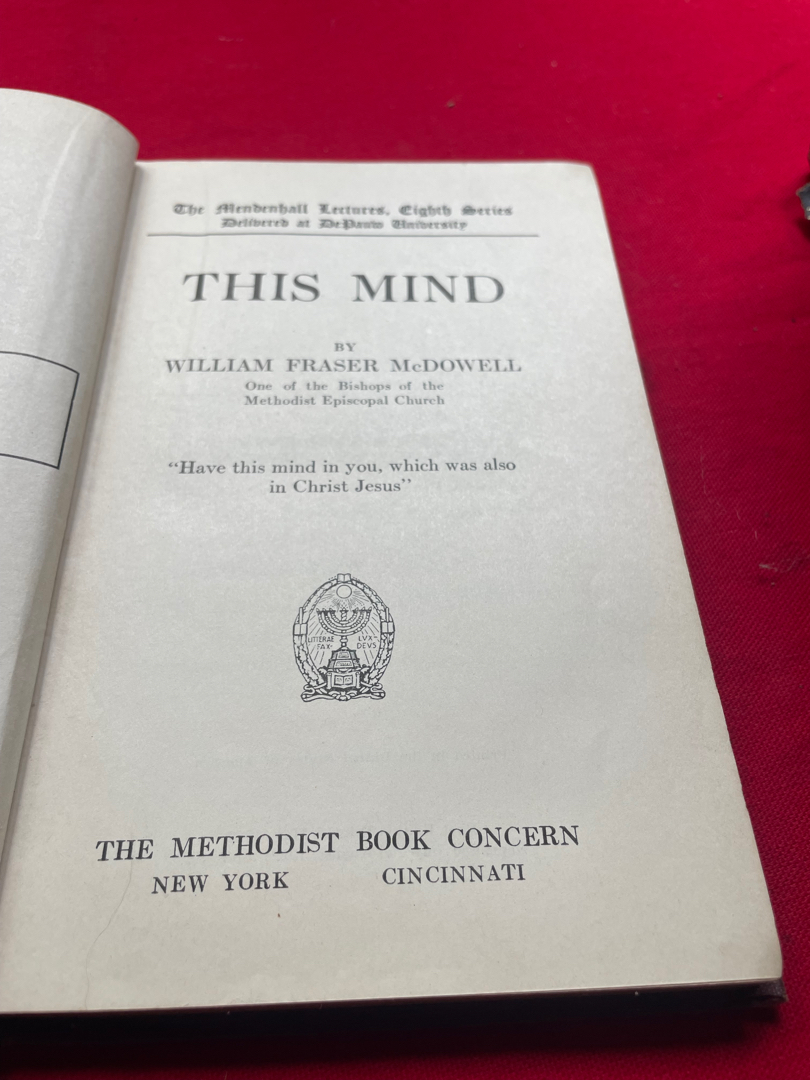 The Mendenhall Lectures, Eighth Series
Delivered at DePauw University
THIS MIND
BY
WILLIAM FRASER McDOWELL
One of the Bishops of the
Methodist Episcopal Church
"Have this mind in you, which was also
in Christ Jesus"
LITTERAE LVX-
FAX· DEVS
THE METHODIST BOOK CONCERN
NEW YORK CINCINNATI